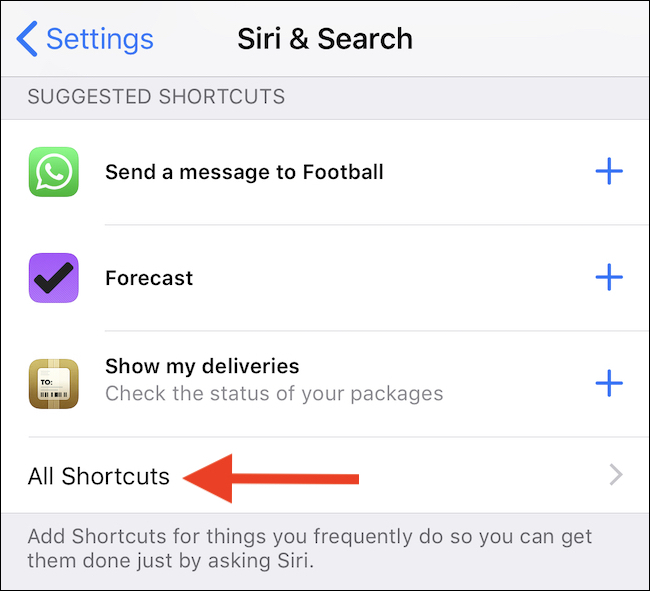 Settings
Siri & Search
SUGGESTED SHORTCUTS
Send a message to Football
Forecast
Show my deliveries
Check the status of your packages
TO:
All Shortcuts
Add Shortcuts for things you frequently do so you can get
them done just by asking Siri.